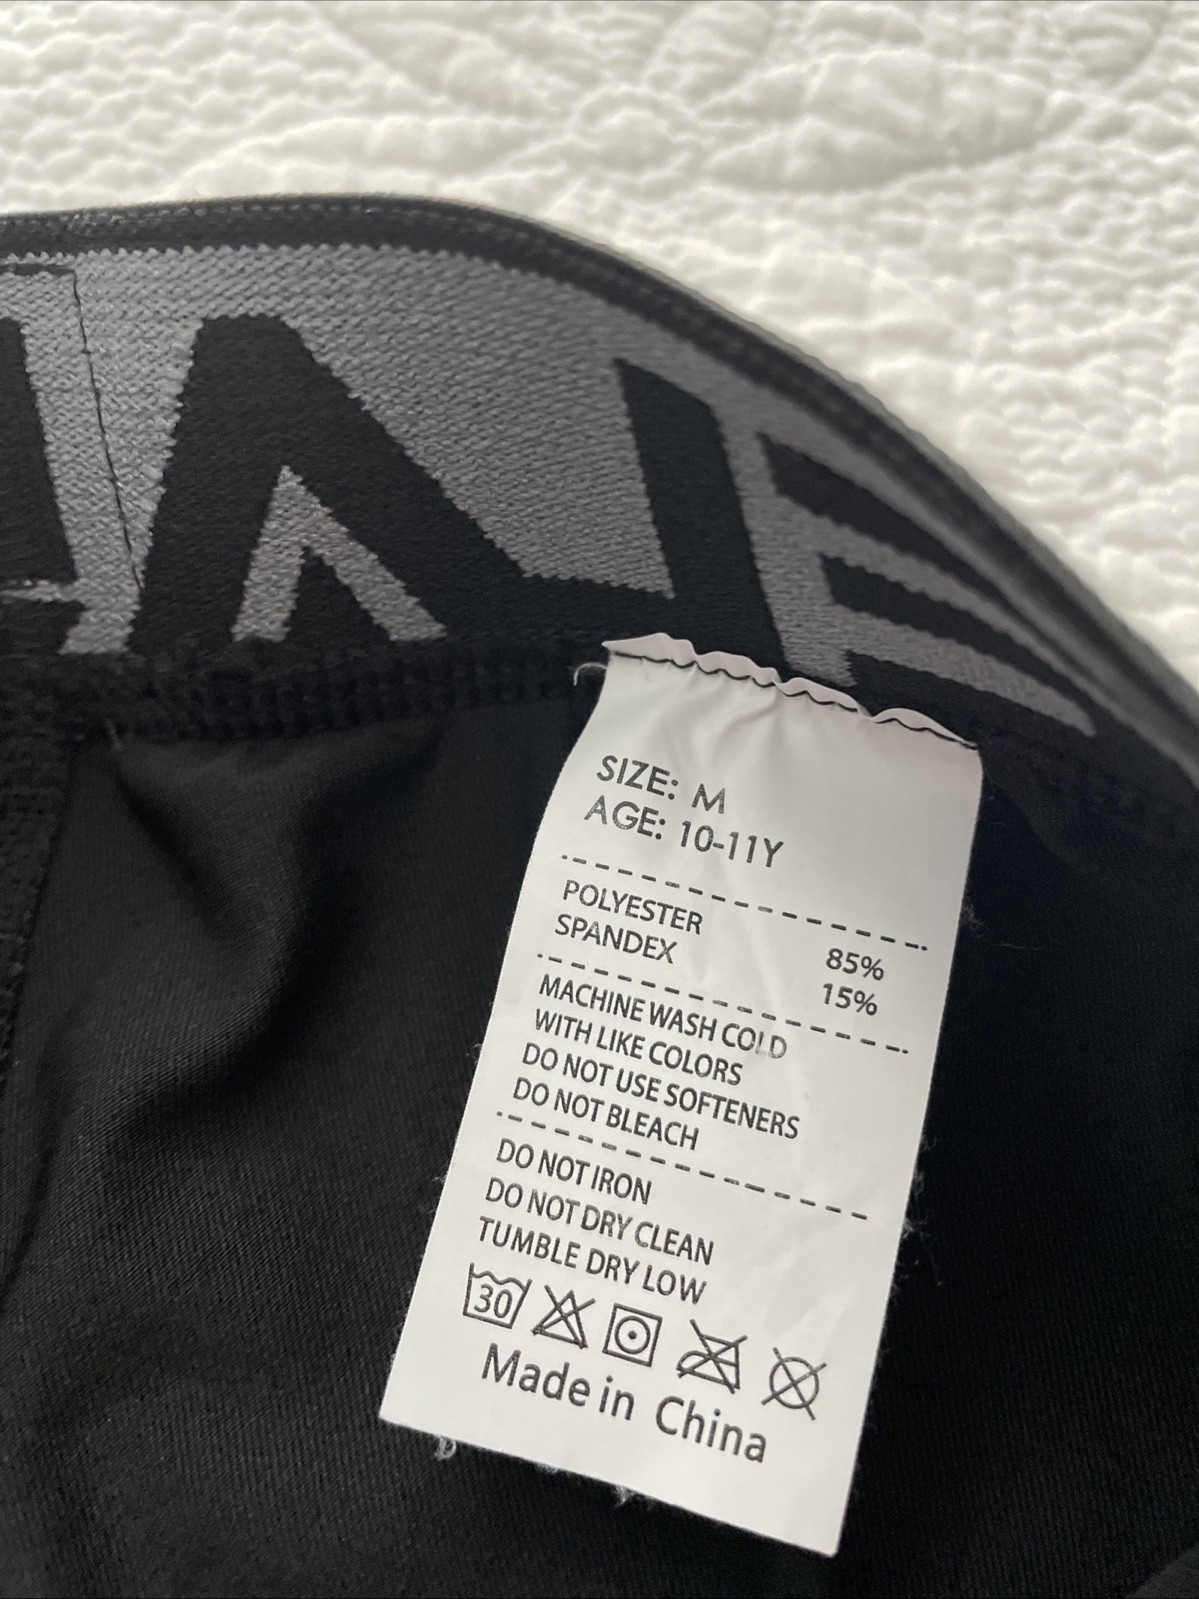 SIZE: M
AGE: 10-11Y
POLYESTER 85%
SPANDEX 15%
MACHINE WASH COLD
WITH LIKE COLORS
DO NOT USE SOFTENERS
DO NOT BLEACH
DO NOT IRON
DO NOT DRY CLEAN
TUMBLE DRY LOW
30
Made in China